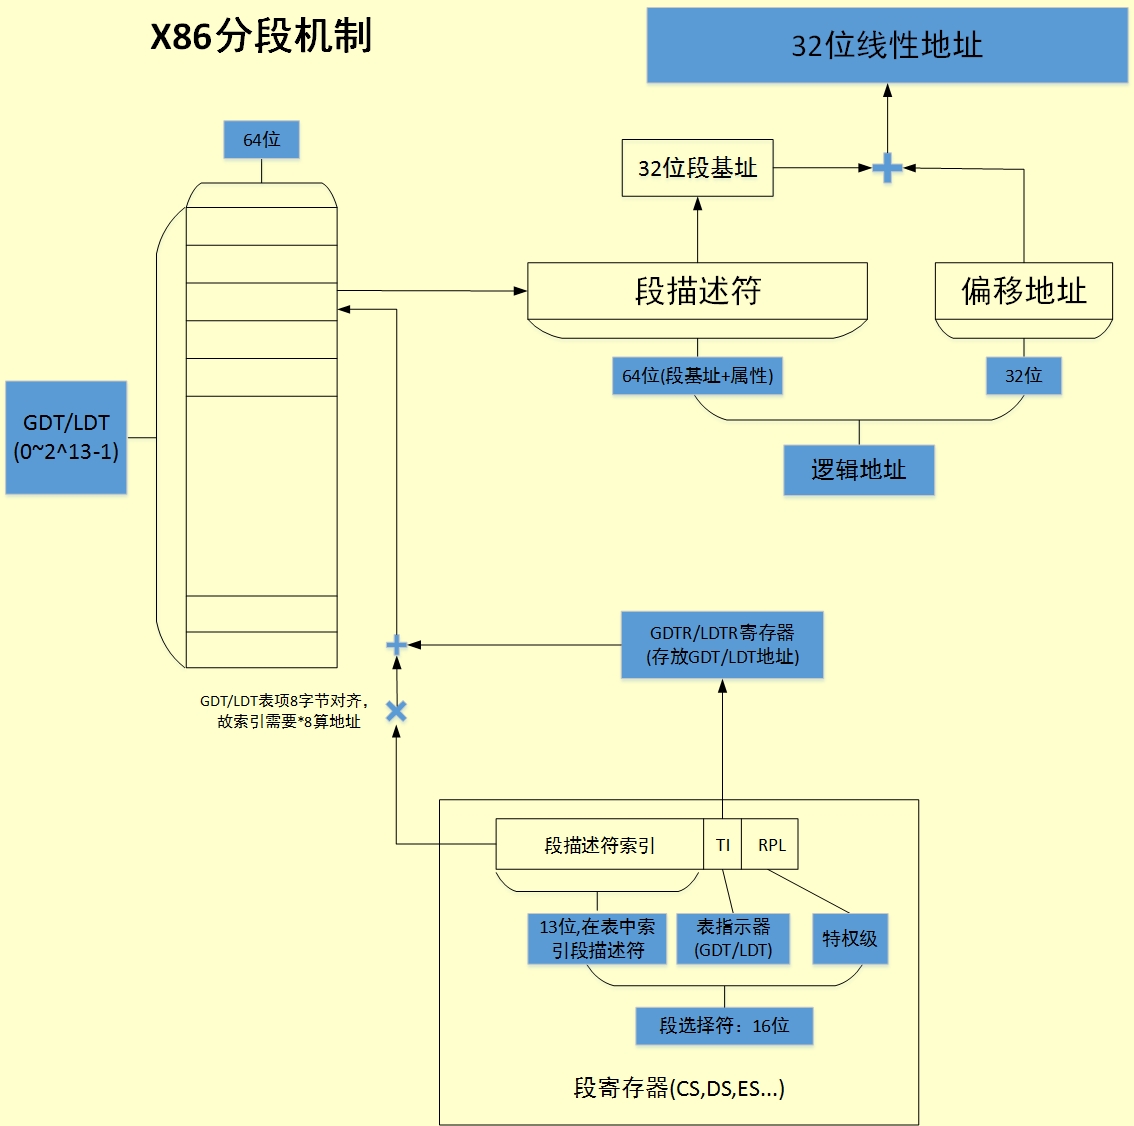 X86分段机制
32位线性地址
64位
32位段基址
段描述符
偏移地址
64位(段基址+属性)
32位
GDT/LDT
(0~2^13-1)
逻辑地址
GDTR/LDTR寄存器
(存放GDT/LDT地址)
GDT/LDT表项8字节对齐，
故索引需要*8算地址
段描述符索引
TI
RPL
13位,在表中索
引段描述符
表指示器
(GDT/LDT)
特权级
段选择符：16位
段寄存器(CS,DS,ES...)